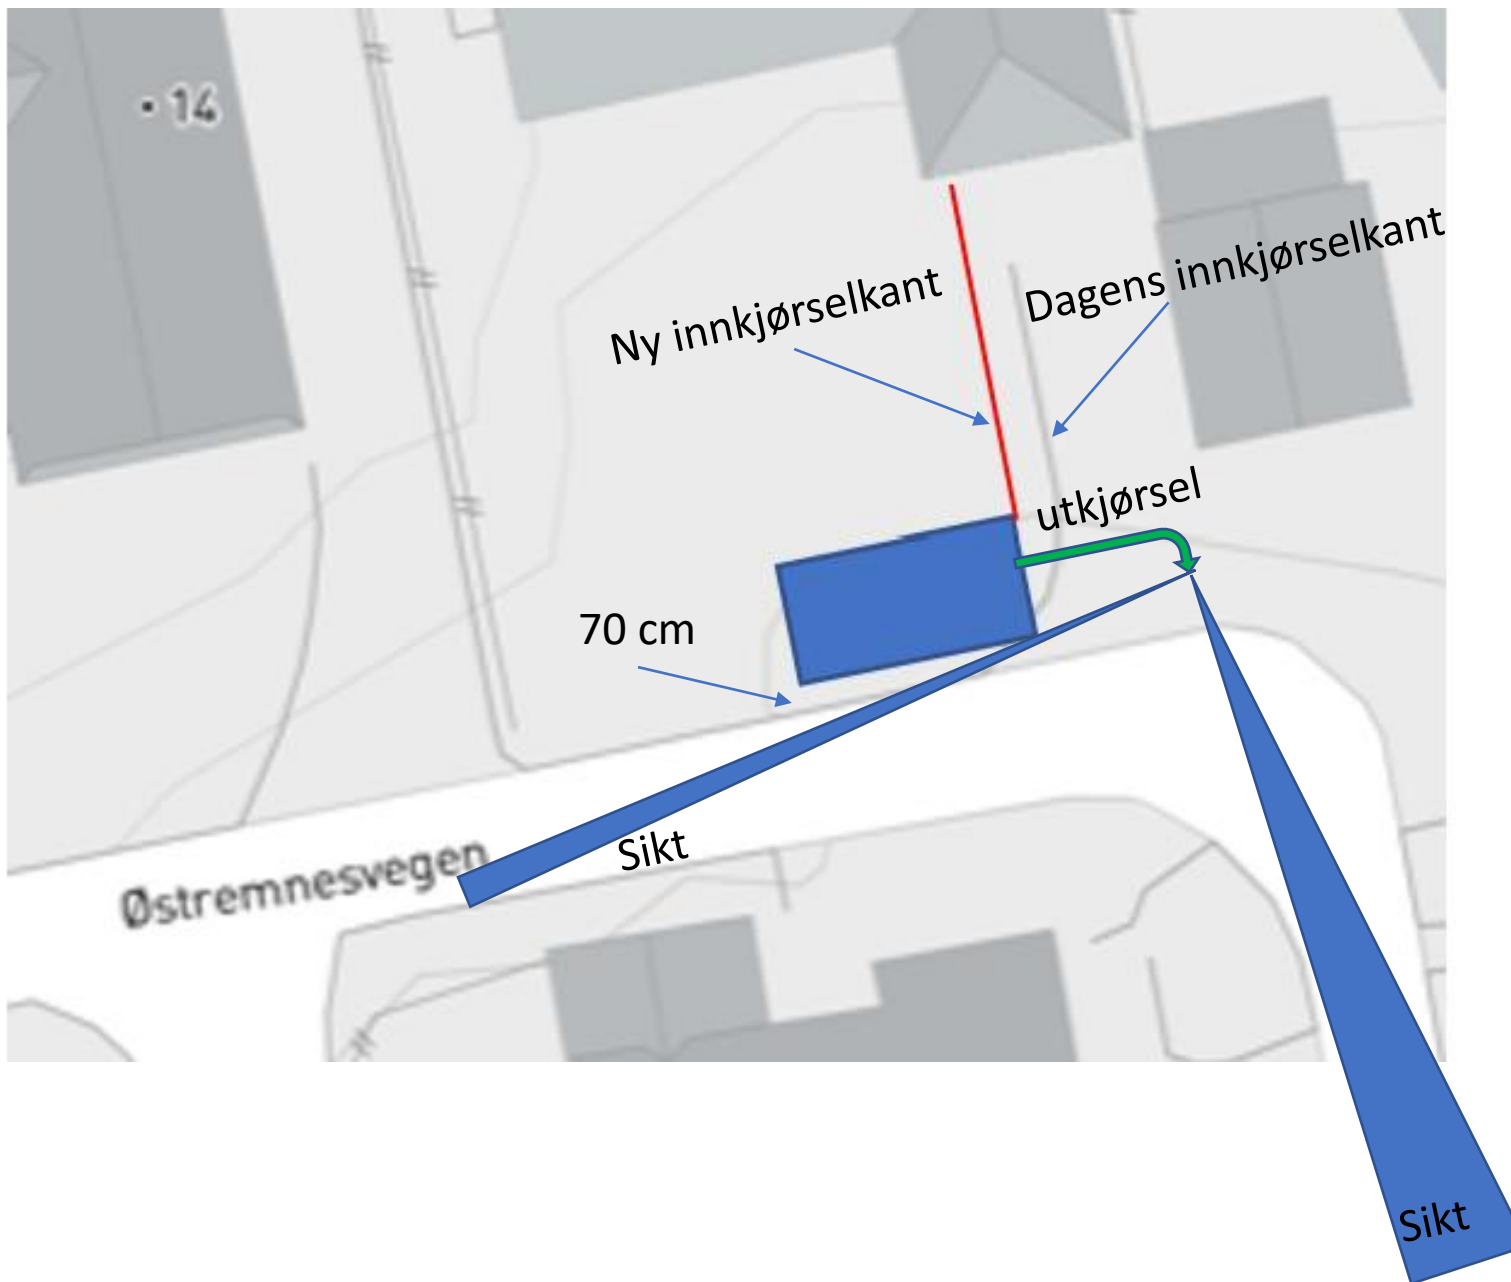 • 14
Dagens innkjørselkant
Ny innkjørselkant
utkjørsel
70 cm
Sikt
Østremnesvegen
Sikt